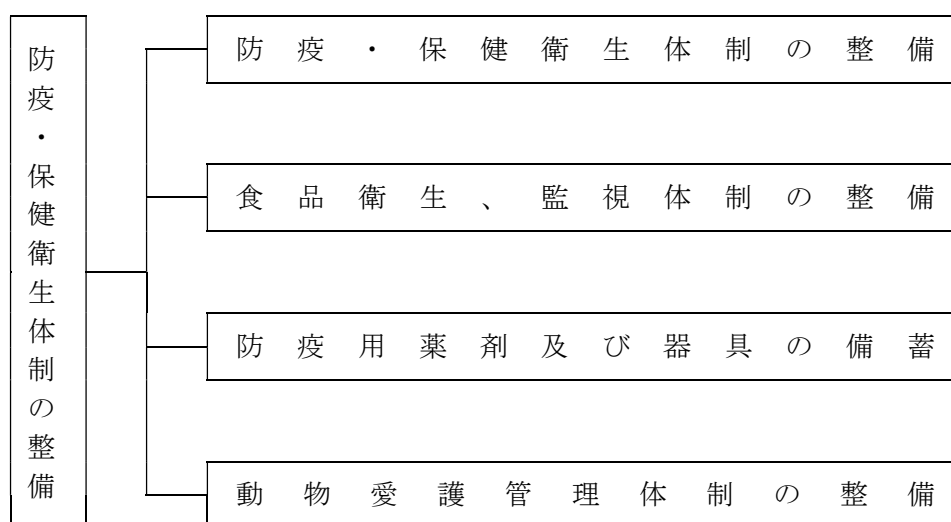 防疫・保健衛生体制の整備
防疫・保健衛生体制の整備
食品衛生、監視体制の整備
防疫用薬剤及び器具の備蓄
動物愛護管理体制の整備